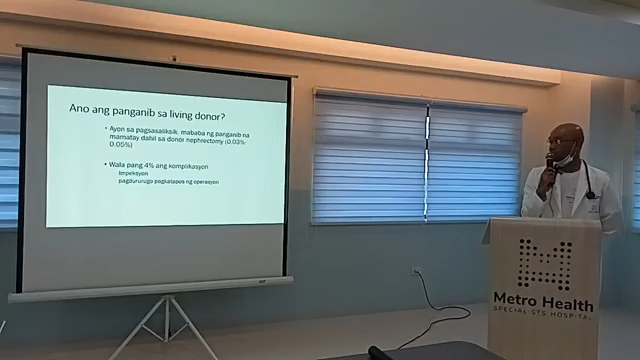 Ano ang panganib sa living donor?
• Ayon sa pagsasaliksik, mababa ng panganib na
mamatay dahil sa donor nephrectomy (0.03%-
0.05%)
• Wala pang 4% ang komplikasyon
Impeksyon
pagdurugo pagkatapos ng operasyon
Metro Health
SPECIALISTS HOSPITAL